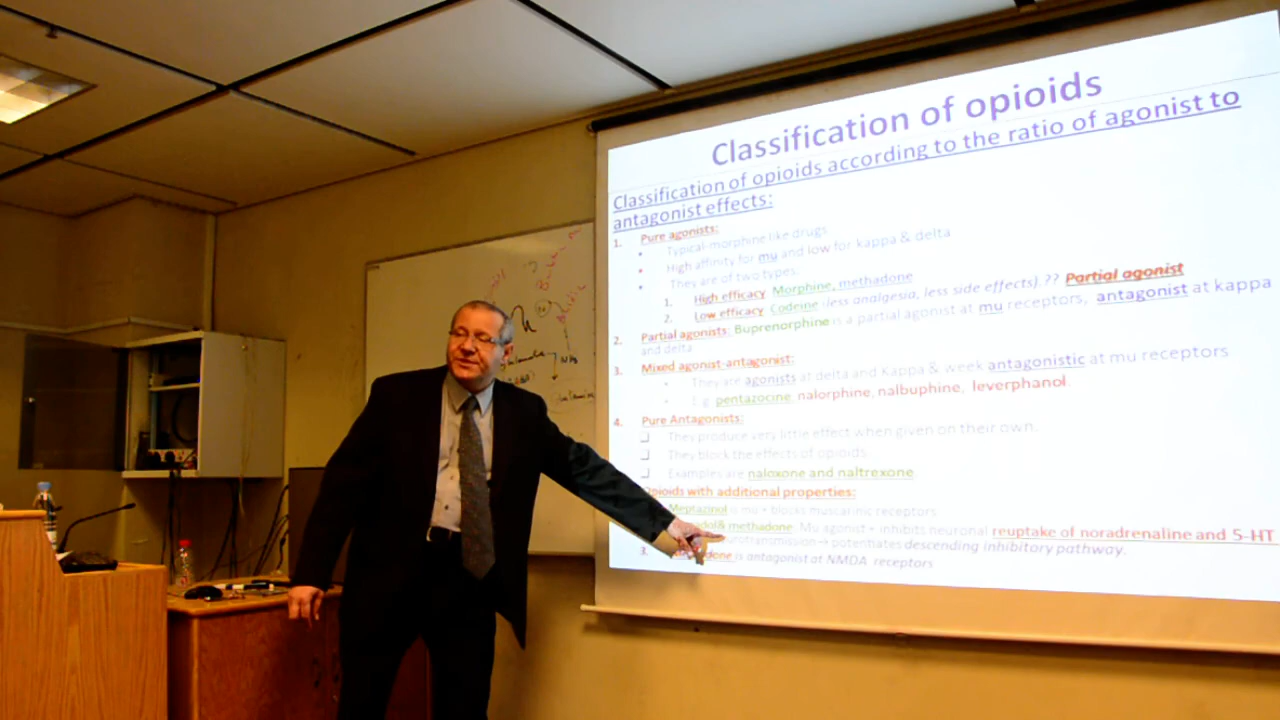 Classification of opioids
Classification of opioids according to the ratio of agonist to
antagonist effects:
1. Pure agonists:
• Typical-morphine like drugs
• High affinity for mu and low for kappa & delta
• They are of two types.
1. High efficacy Morphine, methadone
2. Low efficacy Codeine (less analgesia, less side effects). ?? Partial agonist
2. Partial agonists: Buprenorphine is a partial agonist at mu receptors, antagonist at kappa
and delta
3. Mixed agonist-antagonist:
• They are agonists at delta and Kappa & week antagonistic at mu receptors
• E.g. pentazocine, nalorphine, nalbuphine, leverphanol
4. Pure Antagonists:
❑ They produce very little effect when given on their own.
❑ They block the effects of opioids.
❑ Examples are naloxone and naltrexone
Opioids with additional properties:
Meptazinol is mu + blocks muscarinic receptors
& methadone: Mu agonist + inhibits neuronal reuptake of noradrenaline and 5-HT
→ potentiates descending inhibitory pathway.
3. is antagonist at NMDA receptors